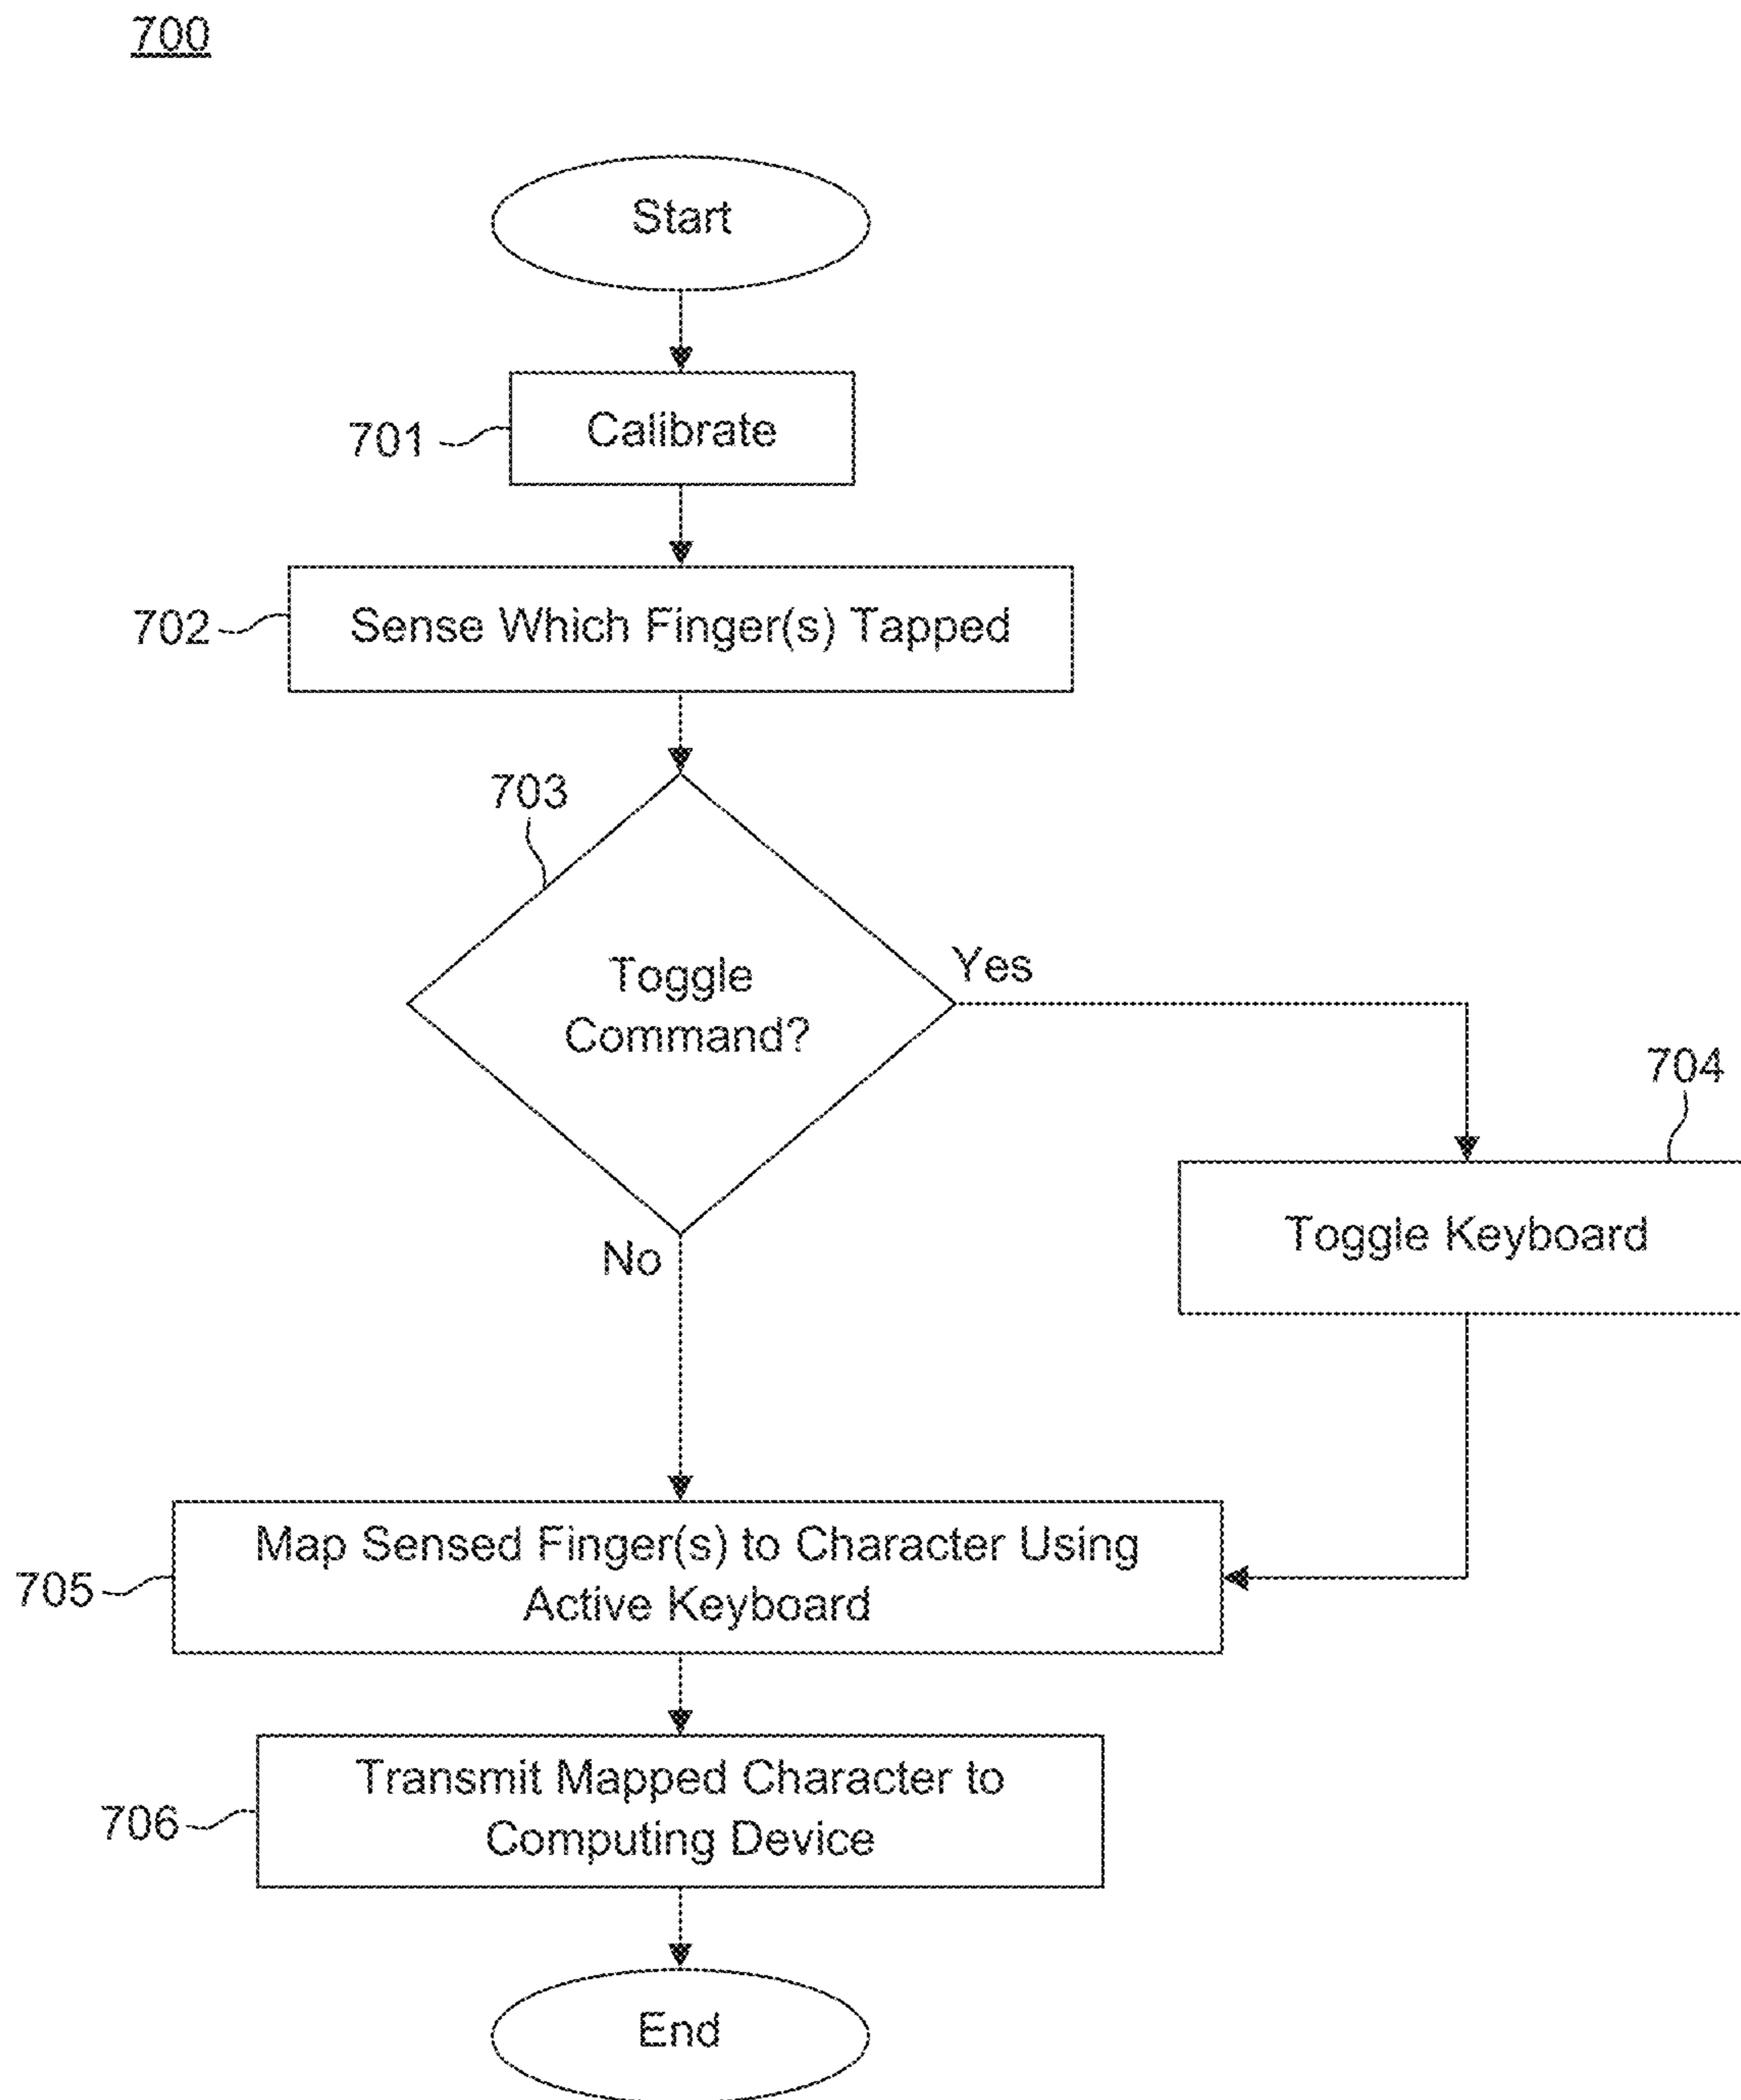 700
Start
701
Calibrate
702
Sense Which Finger(s) Tapped
703
Toggle
Command?
Yes
704
Toggle Keyboard
No
705
Map Sensed Finger(s) to Character Using
Active Keyboard
706
Transmit Mapped Character to
Computing Device
End